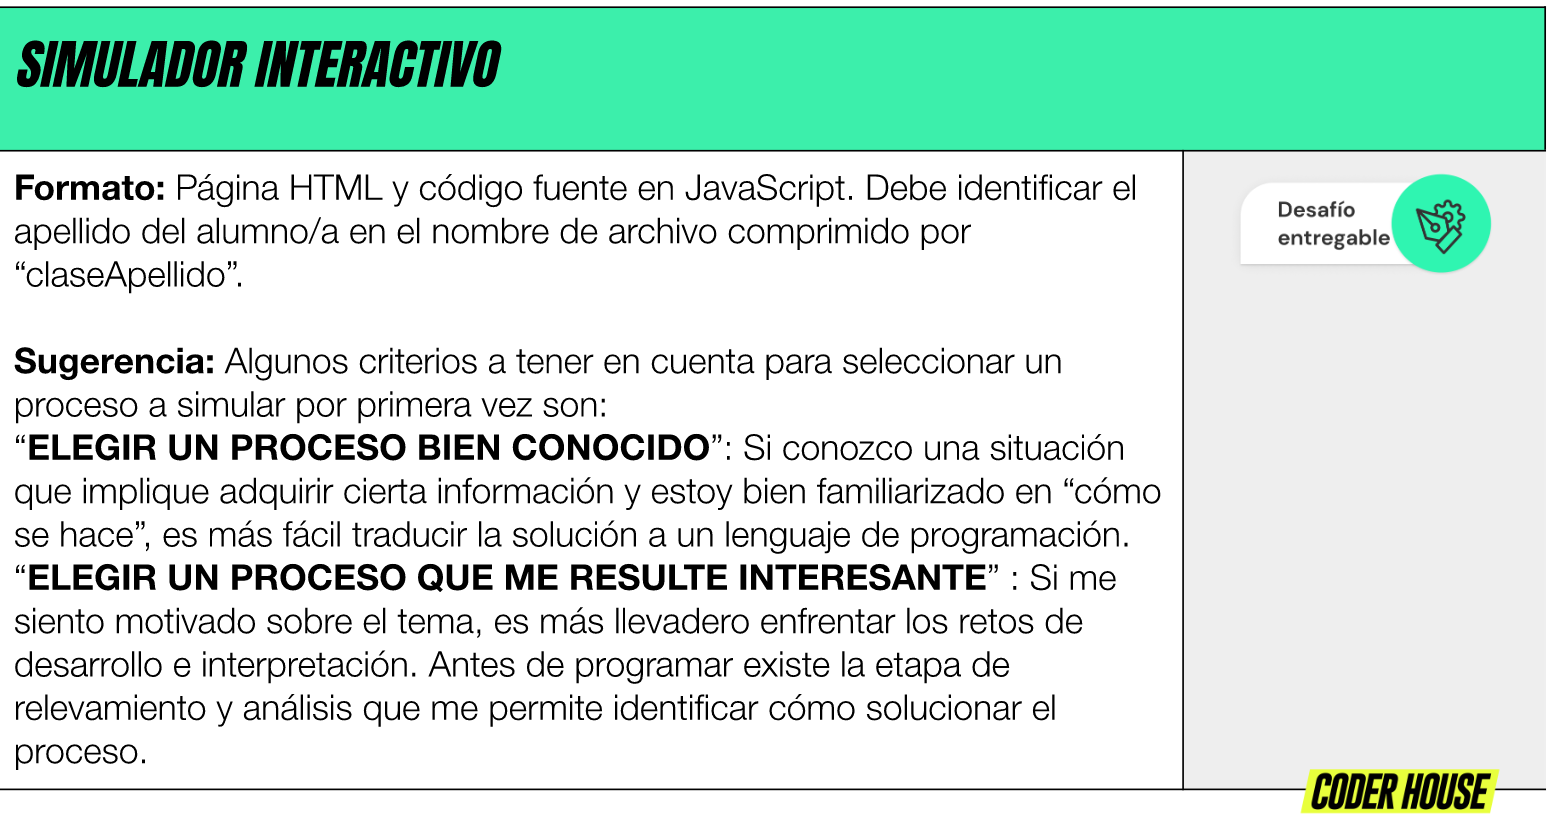 SIMULADOR INTERACTIVO
Formato: Página HTML y código fuente en JavaScript. Debe identificar el
apellido del alumno/a en el nombre de archivo comprimido por
“claseApellido”.
Sugerencia: Algunos criterios a tener en cuenta para seleccionar un
proceso a simular por primera vez son:
“ELEGIR UN PROCESO BIEN CONOCIDO”: Si conozco una situación
que implique adquirir cierta información y estoy bien familiarizado en “cómo
se hace”, es más fácil traducir la solución a un lenguaje de programación.
“ELEGIR UN PROCESO QUE ME RESULTE INTERESANTE” : Si me
siento motivado sobre el tema, es más llevadero enfrentar los retos de
desarrollo e interpretación. Antes de programar existe la etapa de
relevamiento y análisis que me permite identificar cómo solucionar el
proceso.
Desafío
entregable
CODER HOUSE